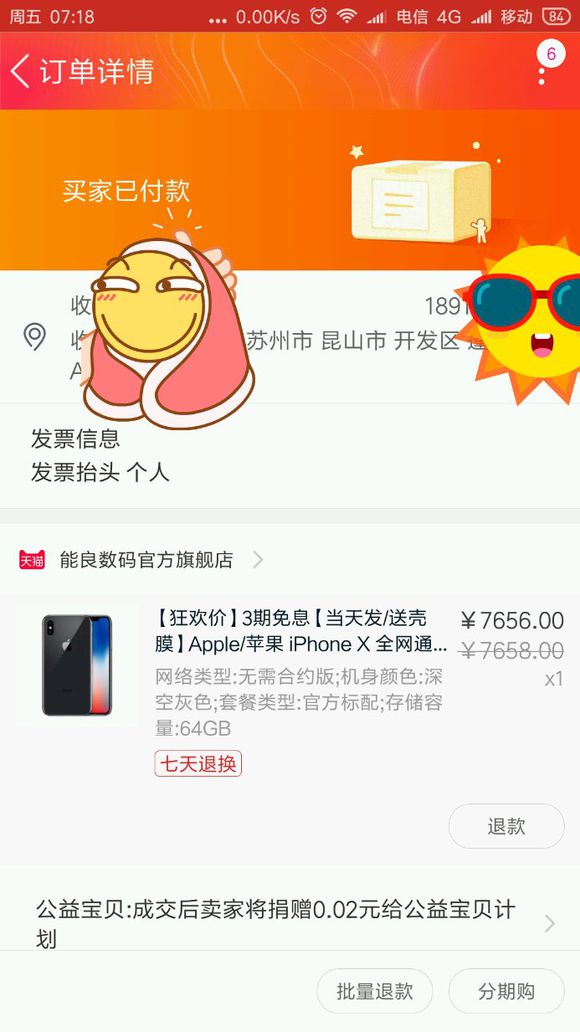 周五 07:18 ... 0.00K/s 电信 4G 移动 84
订单详情
6
买家已付款
收
1891
苏州市 昆山市 开发区
A
发票信息
发票抬头 个人
天猫 能良数码官方旗舰店
【狂欢价】3期免息【当天发/送壳
膜】Apple/苹果 iPhone X 全网通...
￥7656.00
￥7658.00
x1
网络类型:无需合约版;机身颜色:深
空灰色;套餐类型:官方标配;存储容
量:64GB
七天退换
退款
公益宝贝:成交后卖家将捐赠0.02元给公益宝贝计
划
批量退款 分期购